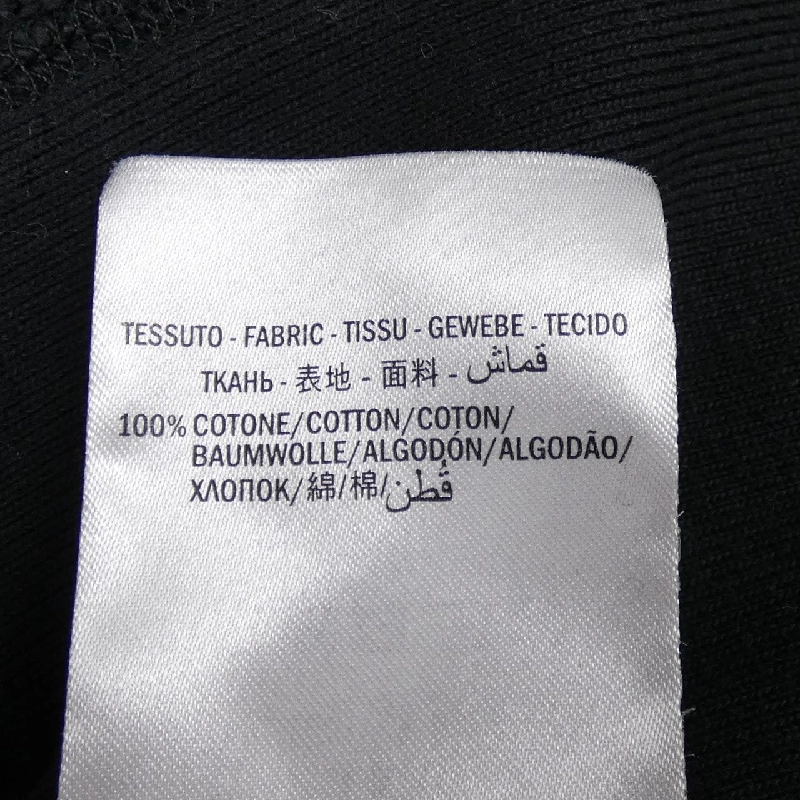 TESSUTO - FABRIC - TISSU - GEWEBE - TECIDO
ТКАНЬ - 表地 - 面料 - قماش
100% COTONE/COTTON/COTON/
BAUMWOLLE/ALGODÓN/ALGODÃO/
ХЛОПОК/綿/棉/قُطن